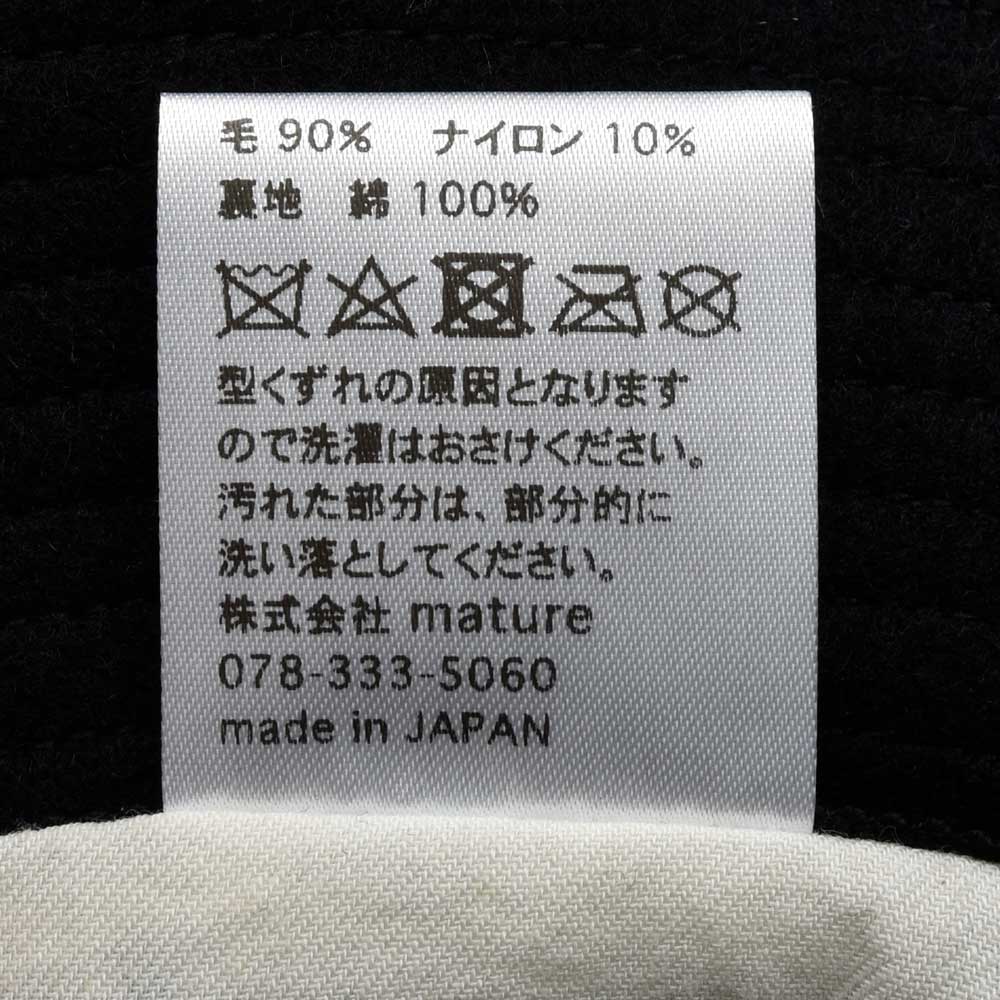 毛 90% ナイロン 10%
裏地 綿 100%
型くずれの原因となります
ので洗濯はおさけください。
汚れた部分は、部分的に
洗い落としてください。
株式会社 mature
078-333-5060
made in JAPAN